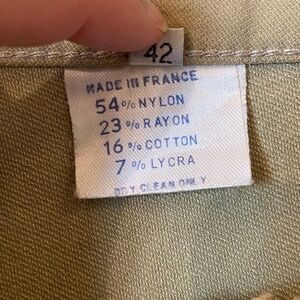 42
MADE IN FRANCE
54% NYLON
23% RAYON
16% COTTON
7% LYCRA
DRY CLEAN ONLY